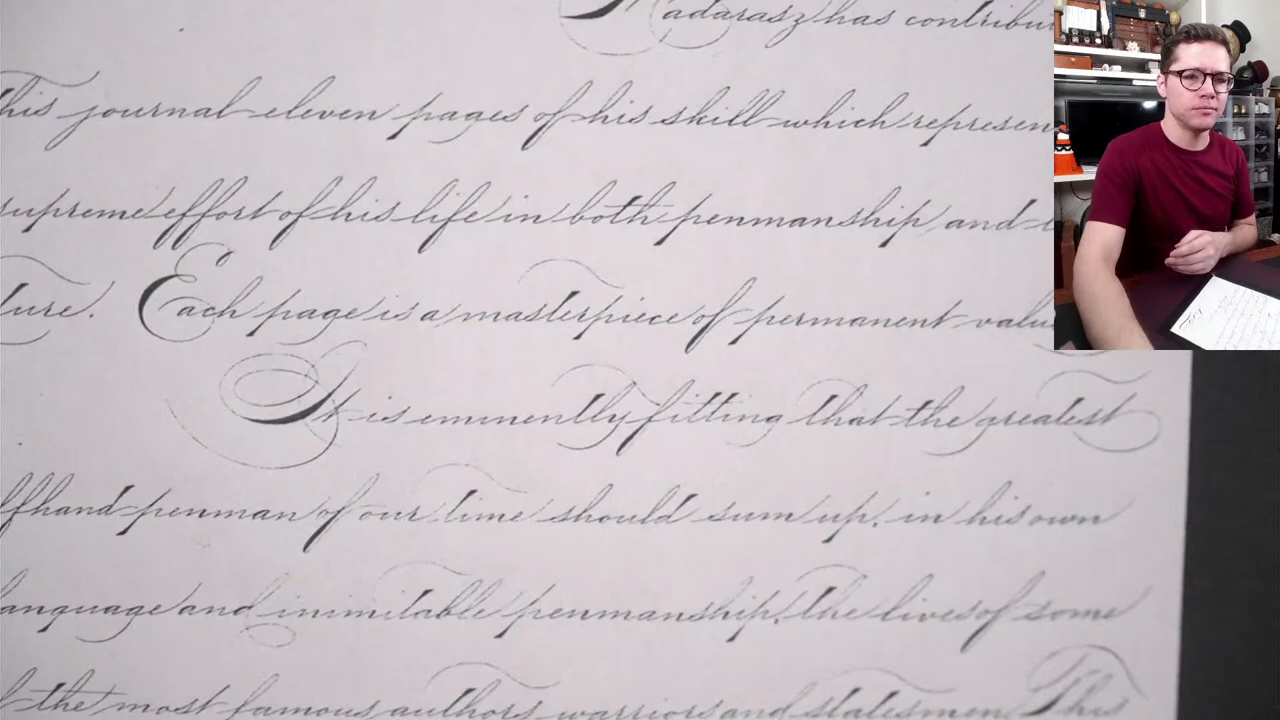 Madarasz has contribu
this journal eleven pages of his skill which represen
supreme effort of his life in both penmanship, and
ture. Each page is a masterpiece of permanent valu
It is eminently fitting that the greatest
ffhand penman of our time should sum up, in his own
language and inimitable penmanship, the lives of some
f the most famous authors, warriors and statesmen. This